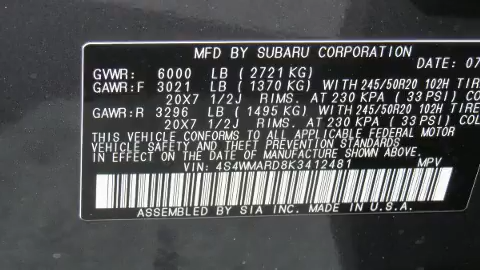 MFD BY SUBARU CORPORATION
DATE: 07
GVWR: 6000 LB (2721 KG)
GAWR:F 3021 LB (1370 KG) WITH 245/50R20 102H TIRE
20X7 1/2J RIMS. AT 230 KPA (33 PSI) COL
GAWR:R 3296 LB (1495 KG) WITH 245/50R20 102H TIRE
20X7 1/2J RIMS. AT 230 KPA (33 PSI) COL
THIS VEHICLE CONFORMS TO ALL APPLICABLE FEDERAL MOTOR
VEHICLE SAFETY AND THEFT PREVENTION STANDARDS
IN EFFECT ON THE DATE OF MANUFACTURE SHOWN ABOVE.
VIN: 4S4WMARD8K3412481 MPV
ASSEMBLED BY SIA INC. MADE IN U.S.A.